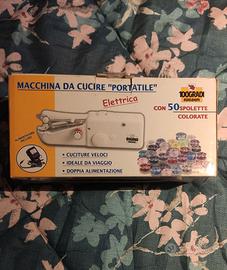 MACCHINA DA CUCIRE "PORTATILE"
Elettrica
100GRADI
CON 50 SPOLETTE
COLORATE
• CUCITURE VELOCI
• IDEALE DA VIAGGIO
• DOPPIA ALIMENTAZIONE